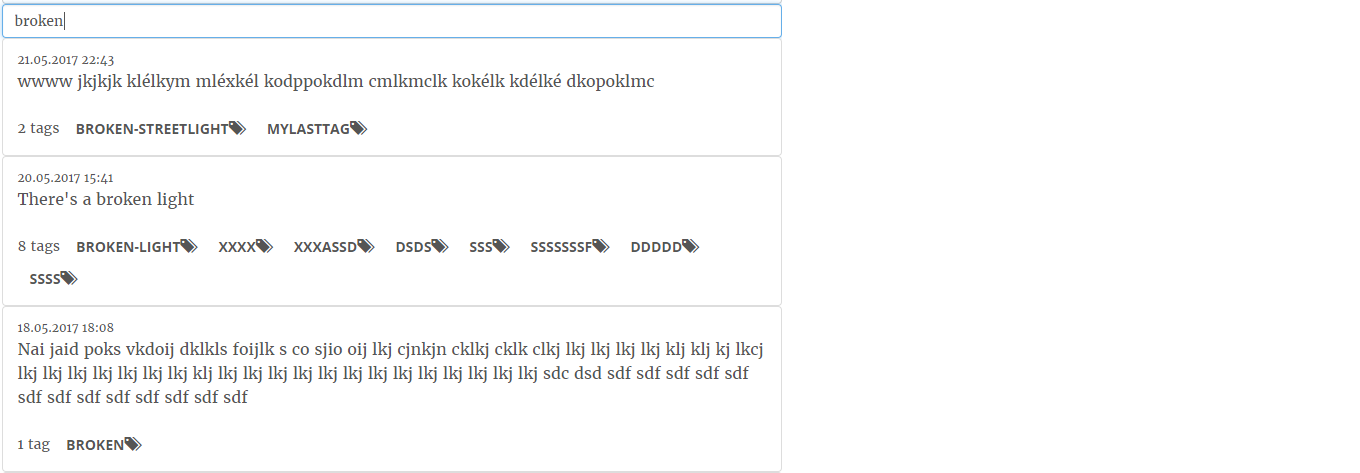 broken
21.05.2017 22:43
wwww jkjkjk klélkym mléxkél kodppokdlm cmlkmclk kokélk kdélké dkopoklmc
2 tags BROKEN-STREETLIGHT MYLASTTAG
20.05.2017 15:41
There's a broken light
8 tags BROKEN-LIGHT XXXX XXXASSD DSDS SSS SSSSSSSF DDDDD
SSSS
18.05.2017 18:08
Nai jaid poks vkdoij dklkls foijlk s co sjio oij lkj cjnkjn cklkj cklk clkj lkj lkj lkj lkj klj klj kj lkcj
lkj lkj lkj lkj lkj lkj lkj klj lkj lkj lkj lkj lkj lkj lkj lkj lkj lkj lkj lkj lkj sdc dsd sdf sdf sdf sdf sdf
sdf sdf sdf sdf sdf sdf sdf sdf
1 tag BROKEN